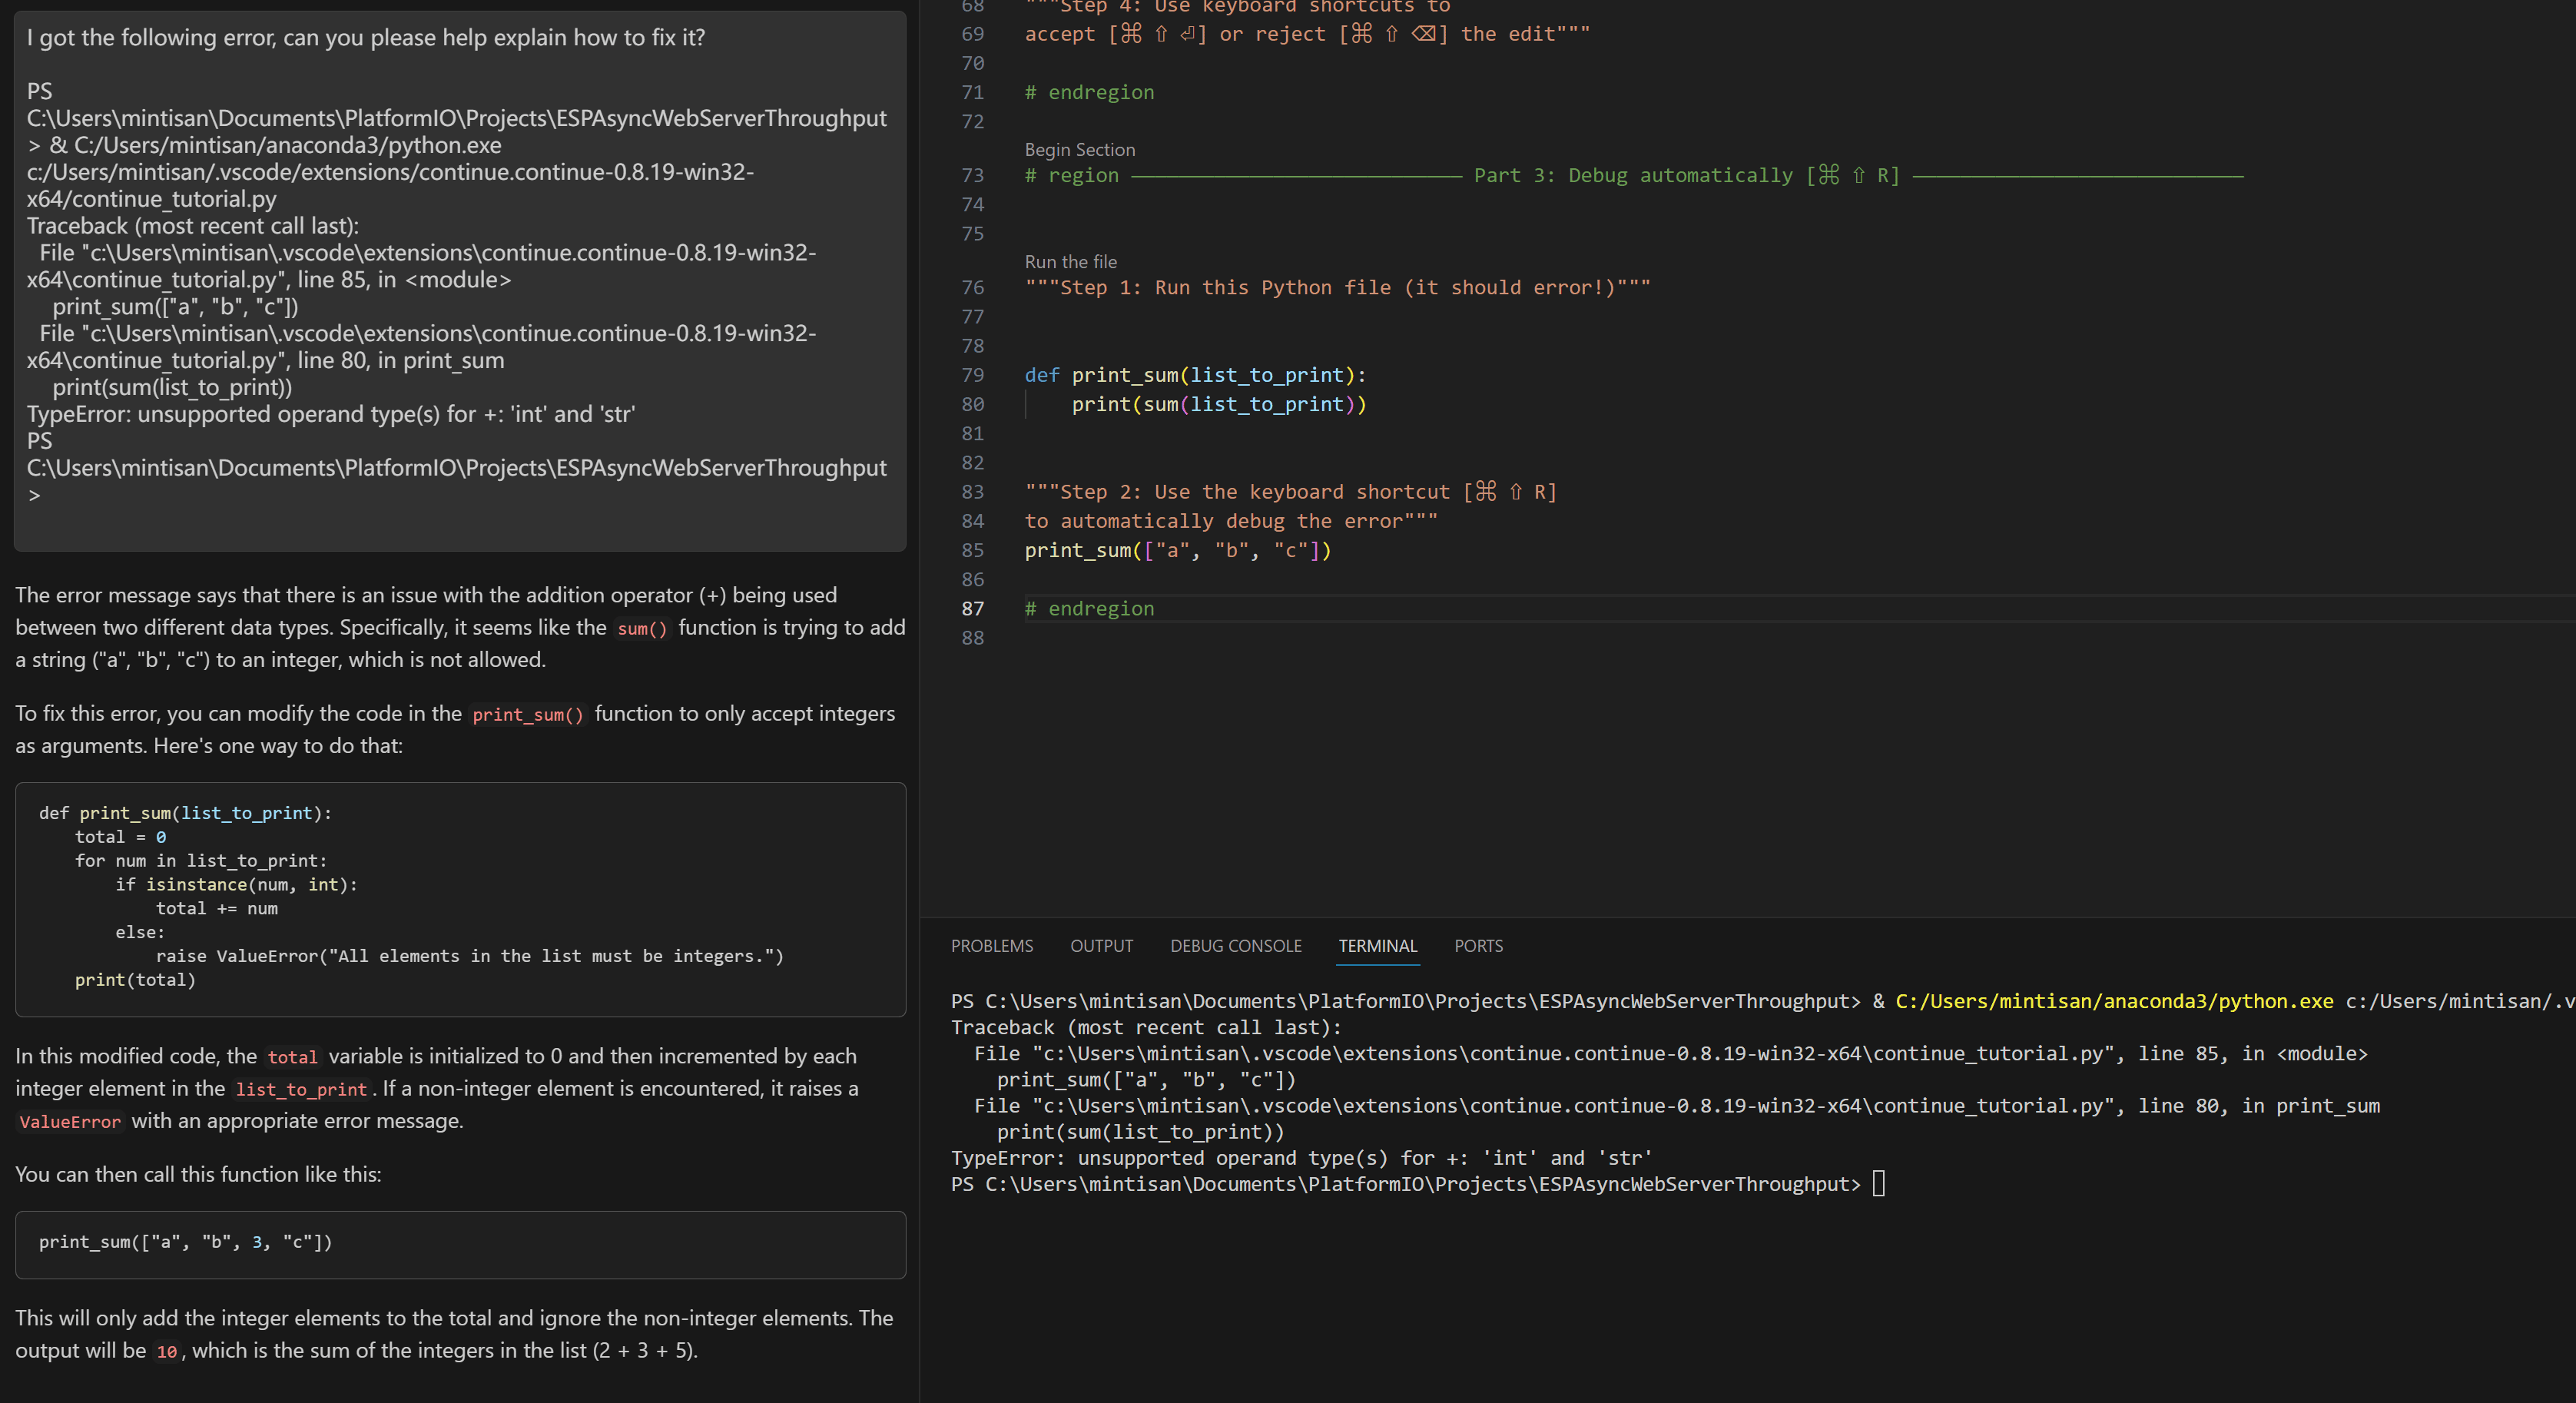 I got the following error, can you please help explain how to fix it?
PS
C:\Users\mintisan\Documents\PlatformIO\Projects\ESPAsyncWebServerThroughput
> & C:/Users/mintisan/anaconda3/python.exe
c:/Users/mintisan/.vscode/extensions/continue.continue-0.8.19-win32-
x64/continue_tutorial.py
Traceback (most recent call last):
File "c:\Users\mintisan\.vscode\extensions\continue.continue-0.8.19-win32-
x64\continue_tutorial.py", line 85, in <module>
print_sum(["a", "b", "c"])
File "c:\Users\mintisan\.vscode\extensions\continue.continue-0.8.19-win32-
x64\continue_tutorial.py", line 80, in print_sum
print(sum(list_to_print))
TypeError: unsupported operand type(s) for +: 'int' and 'str'
PS
C:\Users\mintisan\Documents\PlatformIO\Projects\ESPAsyncWebServerThroughput
>
The error message says that there is an issue with the addition operator (+) being used
between two different data types. Specifically, it seems like the sum() function is trying to add
a string ("a", "b", "c") to an integer, which is not allowed.
To fix this error, you can modify the code in the print_sum() function to only accept integers
as arguments. Here's one way to do that:
def print_sum(list_to_print):
    total = 0
    for num in list_to_print:
        if isinstance(num, int):
            total += num
        else:
            raise ValueError("All elements in the list must be integers.")
    print(total)
In this modified code, the total variable is initialized to 0 and then incremented by each
integer element in the list_to_print. If a non-integer element is encountered, it raises a
ValueError with an appropriate error message.
You can then call this function like this:
print_sum(["a", "b", 3, "c"])
This will only add the integer elements to the total and ignore the non-integer elements. The
output will be 10, which is the sum of the integers in the list (2 + 3 + 5).
68 """Step 4: Use keyboard shortcuts to
69 accept [⌘ ⇧ ⏎] or reject [⌘ ⇧ ⌫] the edit"""
70
71 # endregion
72
Begin Section
73 # region ──────────────────────────── Part 3: Debug automatically [⌘ ⇧ R] ────────────────────────────
74
75
Run the file
76 """Step 1: Run this Python file (it should error!)"""
77
78
79 def print_sum(list_to_print):
80     print(sum(list_to_print))
81
82
83 """Step 2: Use the keyboard shortcut [⌘ ⇧ R]
84 to automatically debug the error"""
85 print_sum(["a", "b", "c"])
86
87 # endregion
88
PROBLEMS OUTPUT DEBUG CONSOLE TERMINAL PORTS
PS C:\Users\mintisan\Documents\PlatformIO\Projects\ESPAsyncWebServerThroughput> & C:/Users/mintisan/anaconda3/python.exe c:/Users/mintisan/.v
Traceback (most recent call last):
  File "c:\Users\mintisan\.vscode\extensions\continue.continue-0.8.19-win32-x64\continue_tutorial.py", line 85, in <module>
    print_sum(["a", "b", "c"])
  File "c:\Users\mintisan\.vscode\extensions\continue.continue-0.8.19-win32-x64\continue_tutorial.py", line 80, in print_sum
    print(sum(list_to_print))
TypeError: unsupported operand type(s) for +: 'int' and 'str'
PS C:\Users\mintisan\Documents\PlatformIO\Projects\ESPAsyncWebServerThroughput>